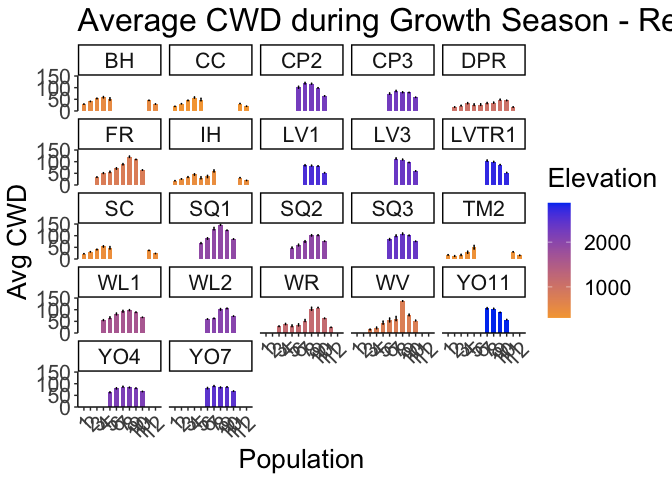 Average CWD during Growth Season - Re
BH CC CP2 CP3 DPR
FR IH LV1 LV3 LVTR1
SC SQ1 SQ2 SQ3 TM2
WL1 WL2 WR WV YO11
YO4 YO7
150
100
50
0
150
100
50
0
150
100
50
0
150
100
50
0
150
100
50
0
Avg CWD
Population
Elevation
2000
1000